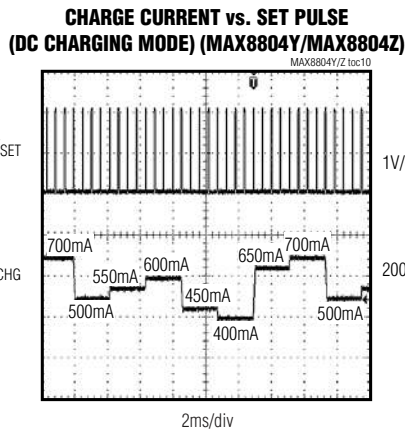 CHARGE CURRENT vs. SET PULSE
(DC CHARGING MODE) (MAX8804Y/MAX8804Z)
MAX8804Y/Z toc10
T
SET
1V/
700mA
500mA
550mA
600mA
450mA
400mA
650mA
700mA
500mA
CHG
200
2ms/div